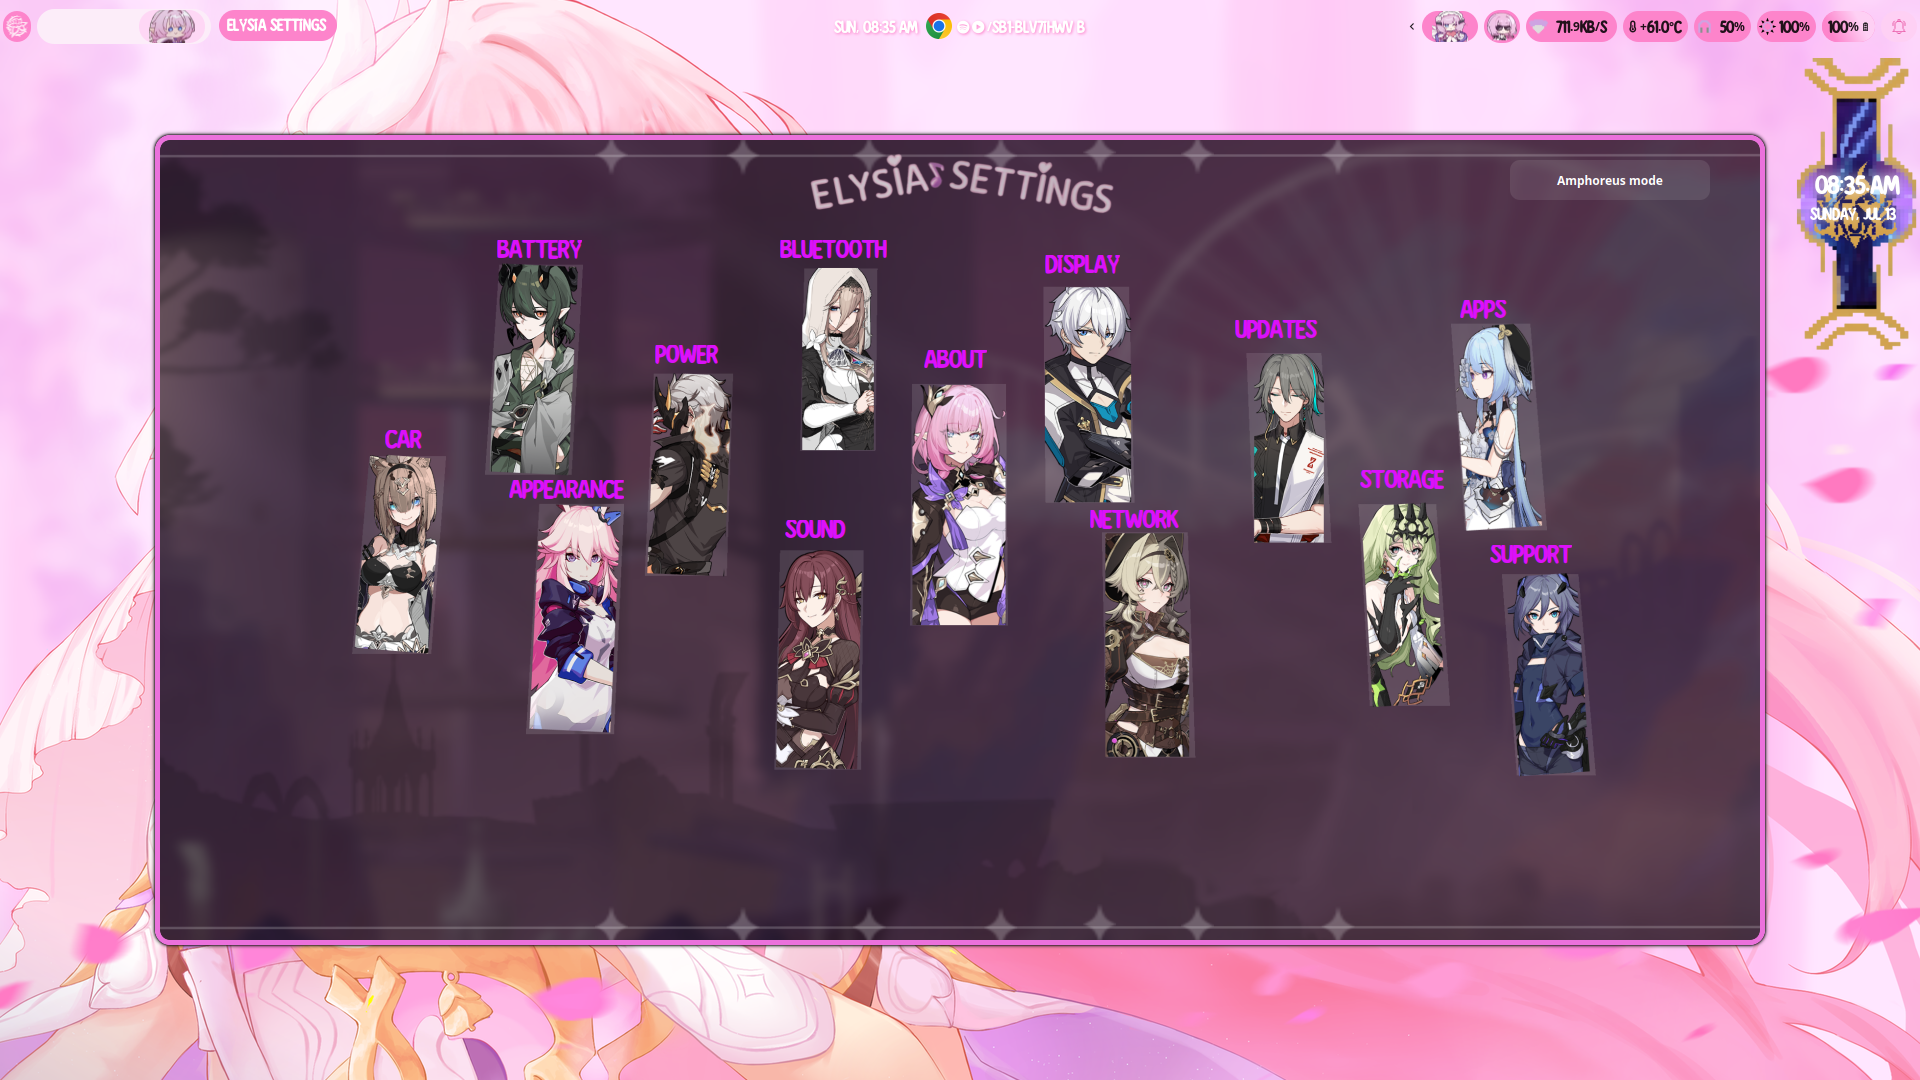 ELYSIA SETTINGS
SUN. 08:35 AM
711.9KB/S
+61.0°C
50%
100%
100%
ELYSIA SETTINGS
Amphoreus mode
08:35 AM
SUNDAY, JUL 13
BATTERY
BLUETOOTH
DISPLAY
APPS
UPDATES
POWER
ABOUT
CAR
STORAGE
APPEARANCE
NETWORK
SOUND
SUPPORT